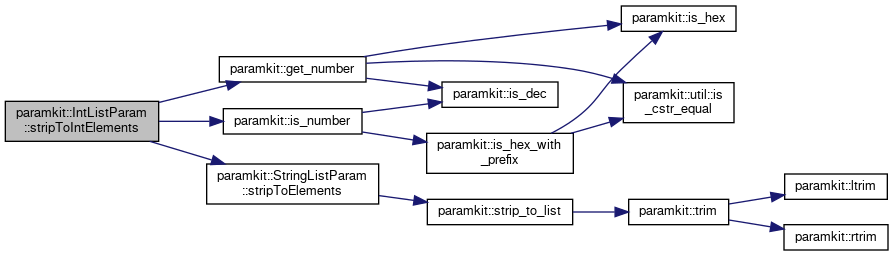 paramkit::IntListParam
::stripToIntElements
paramkit::get_number
paramkit::is_number
paramkit::StringListParam
::stripToElements
paramkit::is_hex
paramkit::is_dec
paramkit::util::is
_cstr_equal
paramkit::is_hex_with
_prefix
paramkit::strip_to_list
paramkit::trim
paramkit::ltrim
paramkit::rtrim